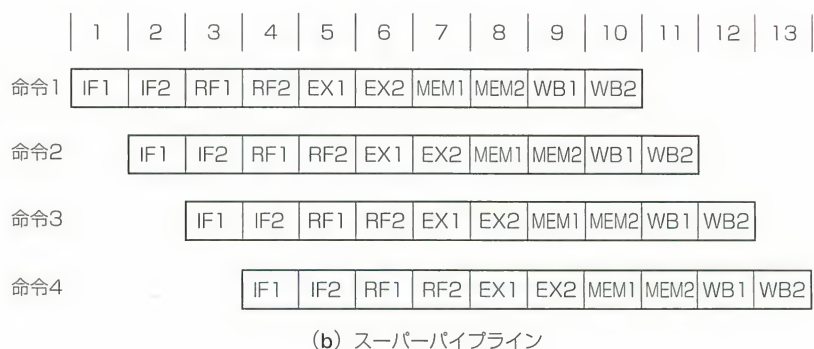 1 2 3 4 5 6 7 8 9 10 11 12 13
命令1 IF1 IF2 RF1 RF2 EX1 EX2 MEM1 MEM2 WB1 WB2
命令2 IF1 IF2 RF1 RF2 EX1 EX2 MEM1 MEM2 WB1 WB2
命令3 IF1 IF2 RF1 RF2 EX1 EX2 MEM1 MEM2 WB1 WB2
命令4 IF1 IF2 RF1 RF2 EX1 EX2 MEM1 MEM2 WB1 WB2
(b) スーパーパイプライン